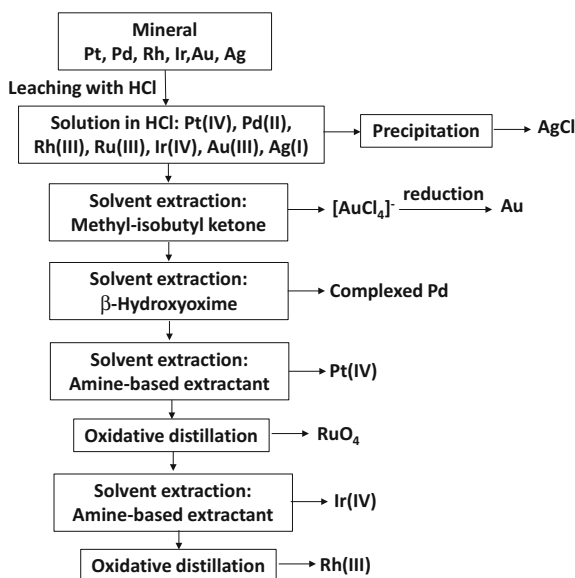 Mineral
Pt, Pd, Rh, Ir,Au, Ag
Leaching with HCl
Solution in HCl: Pt(IV), Pd(II),
Rh(III), Ru(III), Ir(IV), Au(III), Ag(I)
Precipitation
AgCl
Solvent extraction:
Methyl-isobutyl ketone
[AuCl₄]⁻
reduction
Au
Solvent extraction:
β-Hydroxyoxime
Complexed Pd
Solvent extraction:
Amine-based extractant
Pt(IV)
Oxidative distillation
RuO₄
Solvent extraction:
Amine-based extractant
Ir(IV)
Oxidative distillation
Rh(III)